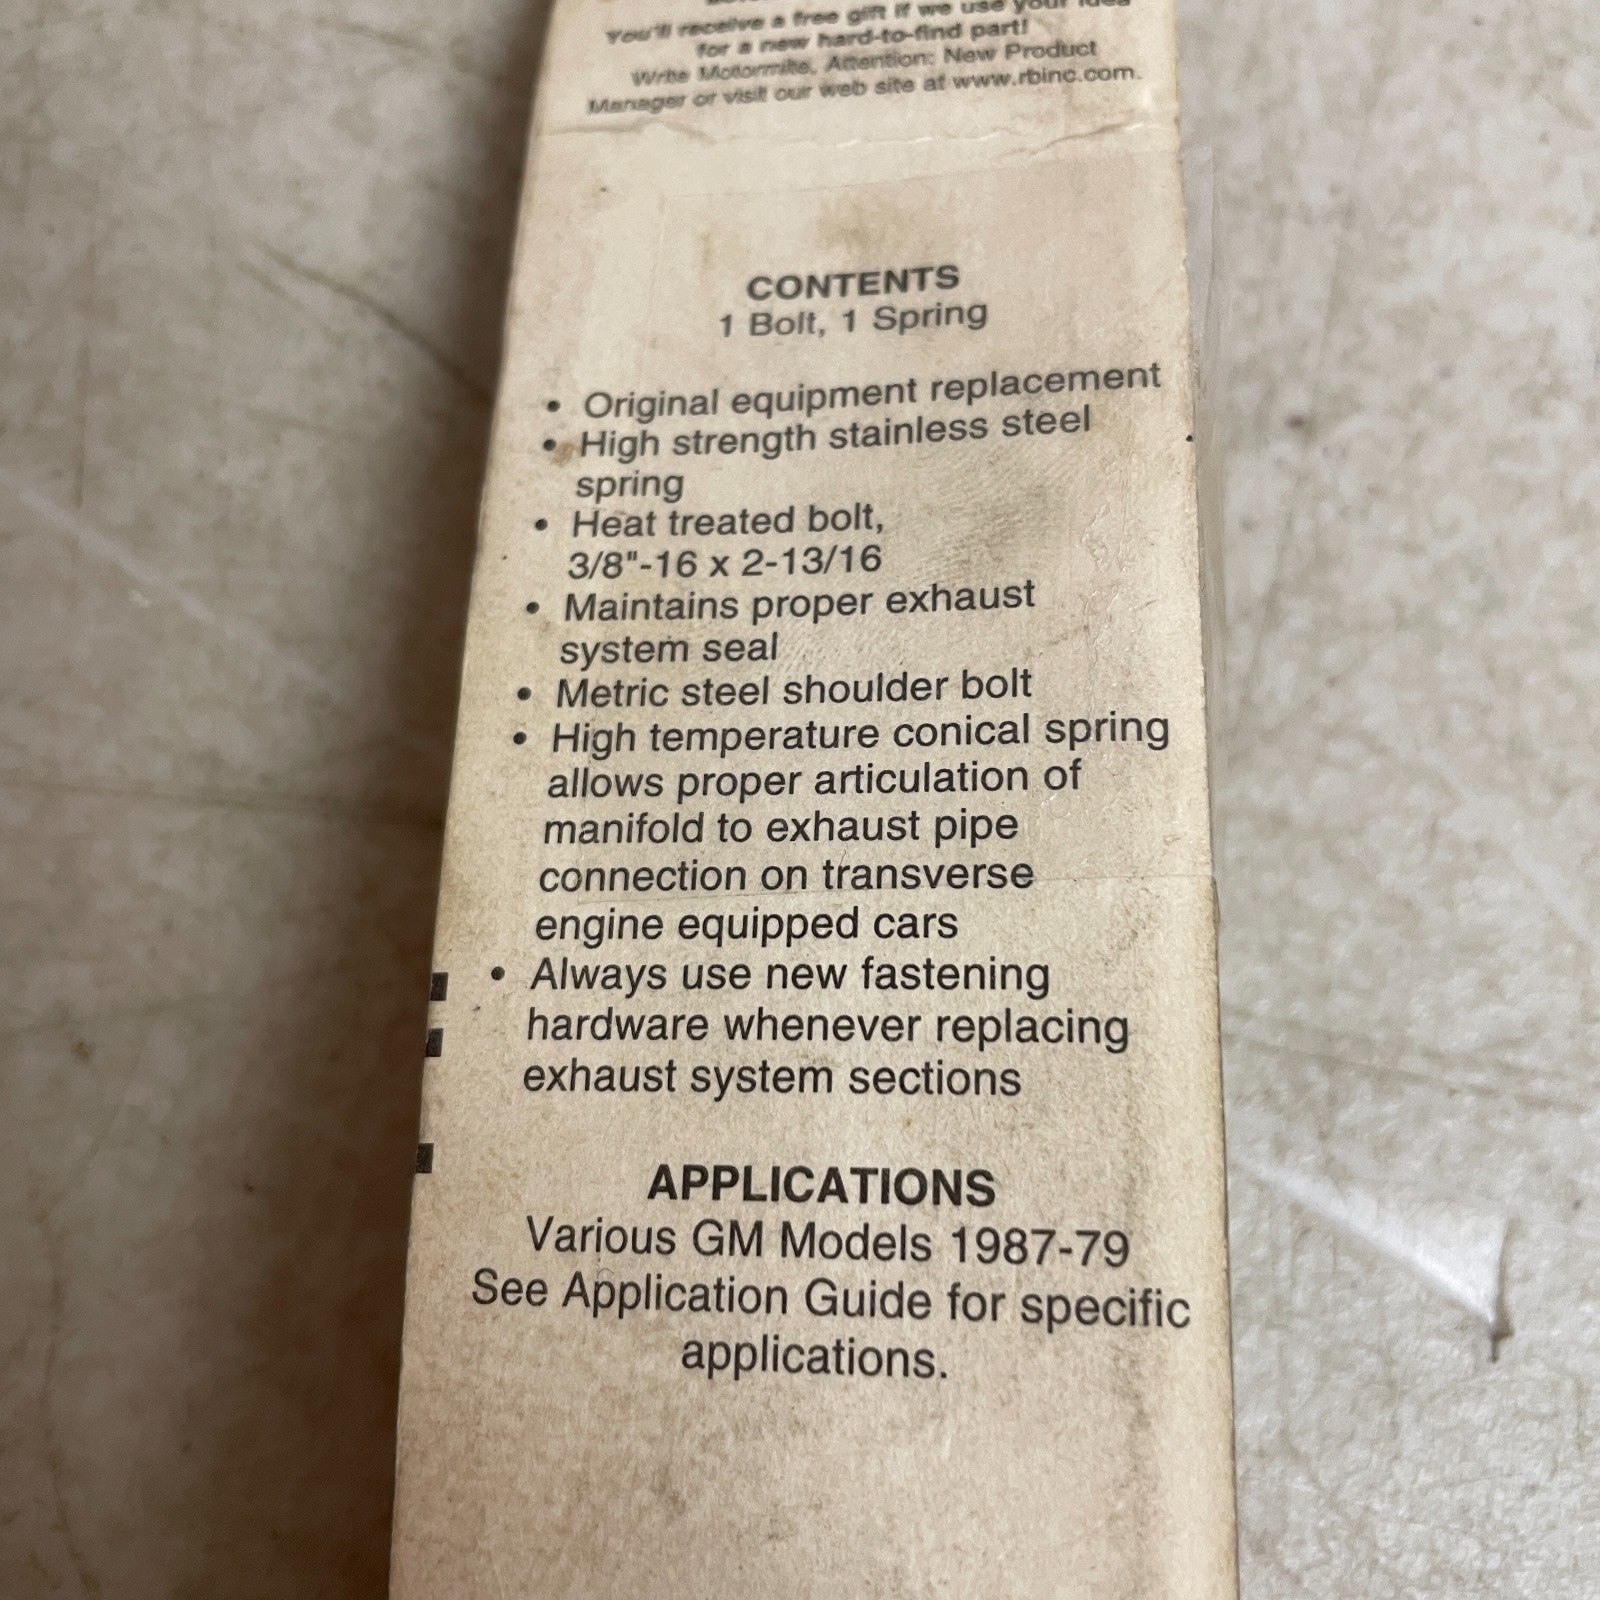 You'll receive a free gift if we use your idea
for a new hard-to-find part!
Write Motormite, Attention: New Product
Manager or visit our web site at www.rbinc.com.
CONTENTS
1 Bolt, 1 Spring
• Original equipment replacement
• High strength stainless steel
spring
• Heat treated bolt,
3/8"-16 x 2-13/16
• Maintains proper exhaust
system seal
• Metric steel shoulder bolt
• High temperature conical spring
allows proper articulation of
manifold to exhaust pipe
connection on transverse
engine equipped cars
• Always use new fastening
hardware whenever replacing
exhaust system sections
APPLICATIONS
Various GM Models 1987-79
See Application Guide for specific
applications.